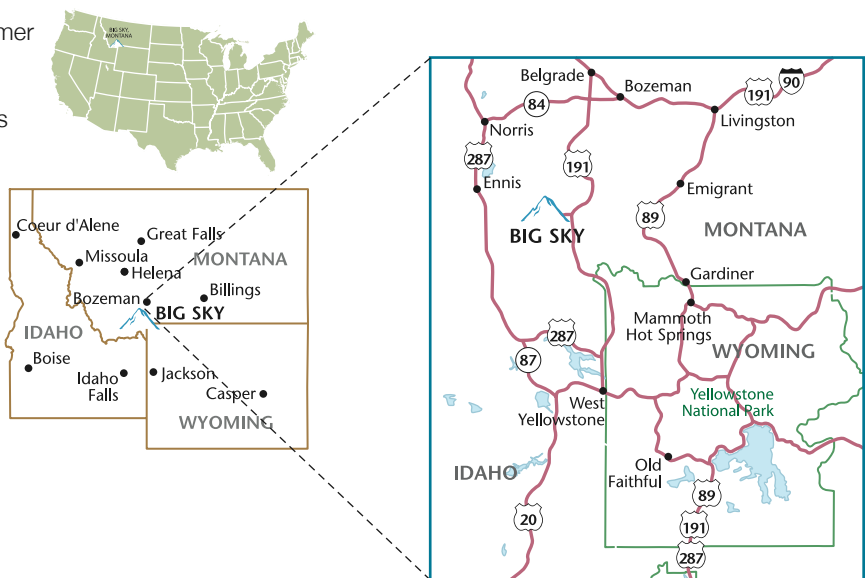 mer
s
BIG SKY,
MONTANA
Coeur d'Alene
Great Falls
Missoula
MONTANA
Helena
Bozeman
Billings
BIG SKY
IDAHO
Boise
Idaho
Falls
Jackson
Casper
WYOMING
Belgrade
Bozeman
191
90
84
Norris
Livingston
287
191
Ennis
Emigrant
89
BIG SKY
MONTANA
Gardiner
Mammoth
Hot Springs
287
WYOMING
87
West
Yellowstone
Yellowstone
National Park
IDAHO
Old
Faithful
89
20
191
287